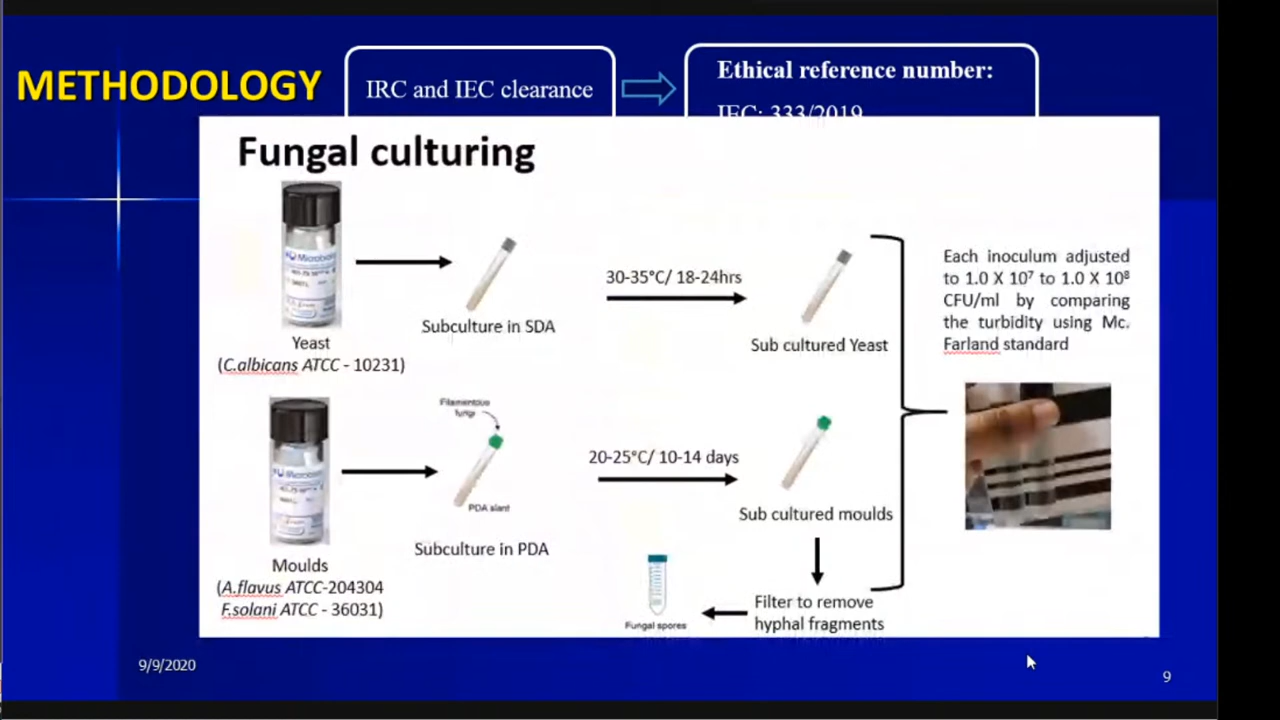 METHODOLOGY
IRC and IEC clearance
Ethical reference number:
IEC: 333/2019
Fungal culturing
Yeast
(C.albicans ATCC - 10231)
Subculture in SDA
30-35°C/ 18-24hrs
Sub cultured Yeast
Each inoculum adjusted
to 1.0 X 10⁷ to 1.0 X 10⁸
CFU/ml by comparing
the turbidity using Mc.
Farland standard
Moulds
(A.flavus ATCC-204304
F.solani ATCC - 36031)
Filamentous
fungi
PDA slant
Subculture in PDA
20-25°C/ 10-14 days
Sub cultured moulds
Filter to remove
hyphal fragments
Fungal spores
9/9/2020
9